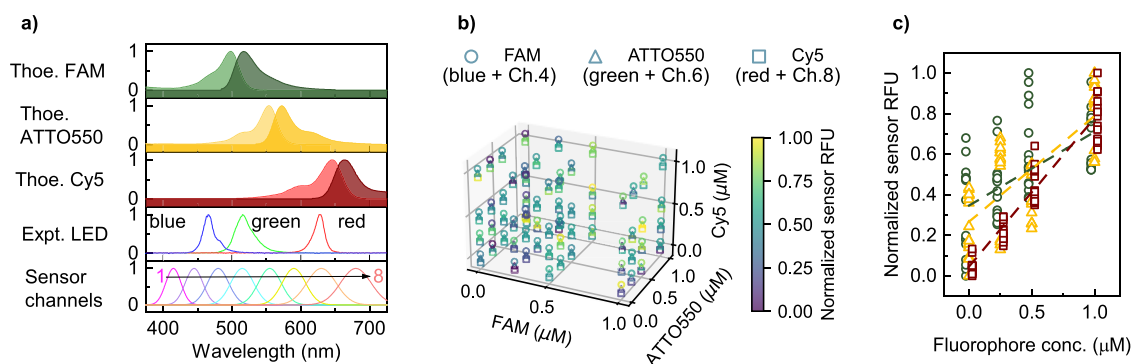 a)
Thoe. FAM
1
0
Thoe.
ATTO550
1
0
Thoe. Cy5
1
0
Expt. LED
1
0
blue
green
red
Sensor
channels
1
0
1
8
400
500
600
700
Wavelength (nm)
b)
FAM
(blue + Ch.4)
ATTO550
(green + Ch.6)
Cy5
(red + Ch.8)
0.0
0.5
1.0
FAM (μM)
0.0
0.5
1.0
ATTO550 (μM)
0.0
0.5
1.0
Cy5 (μM)
1.00
0.75
0.50
0.25
0.00
Normalized sensor RFU
c)
Normalized sensor RFU
1.0
0.8
0.6
0.4
0.2
0.0
0.0
0.5
1.0
Fluorophore conc. (μM)